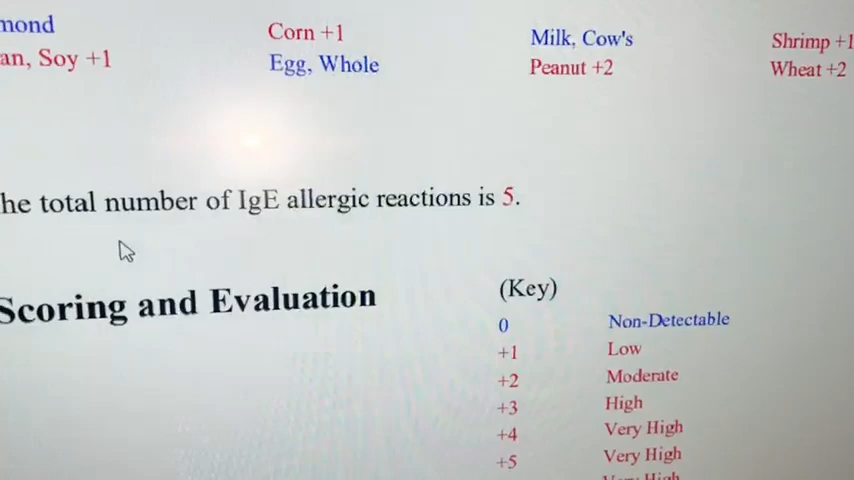 mond Corn +1 Milk, Cow's Shrimp +1
an, Soy +1 Egg, Whole Peanut +2 Wheat +2
he total number of IgE allergic reactions is 5.
Scoring and Evaluation (Key)
0 Non-Detectable
+1 Low
+2 Moderate
+3 High
+4 Very High
+5 Very High
Very High